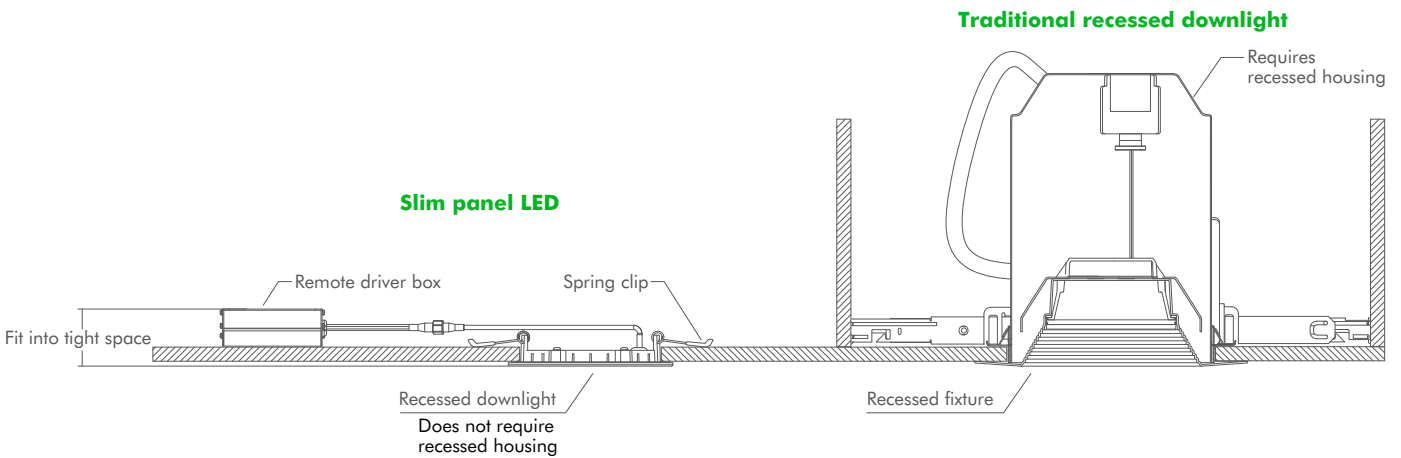 Traditional recessed downlight
Requires
recessed housing
Slim panel LED
Remote driver box
Spring clip
Fit into tight space
Recessed downlight
Does not require
recessed housing
Recessed fixture